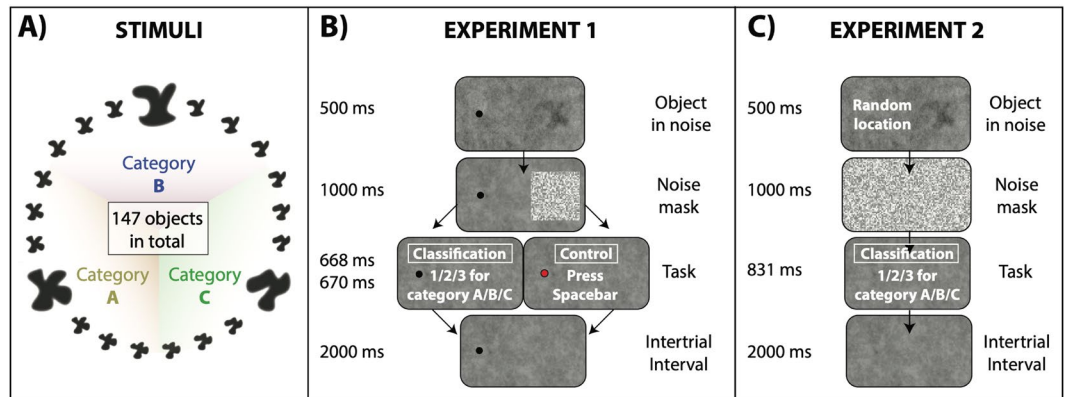 A)
STIMULI
Category
B
147 objects
in total
Category
A
Category
C
B)
EXPERIMENT 1
500 ms
Object
in noise
1000 ms
Noise
mask
668 ms
670 ms
Classification
1/2/3 for
category A/B/C
Control
Press
Spacebar
Task
2000 ms
Intertrial
Interval
C)
EXPERIMENT 2
500 ms
Random
location
Object
in noise
1000 ms
Noise
mask
831 ms
Classification
1/2/3 for
category A/B/C
Task
2000 ms
Intertrial
Interval